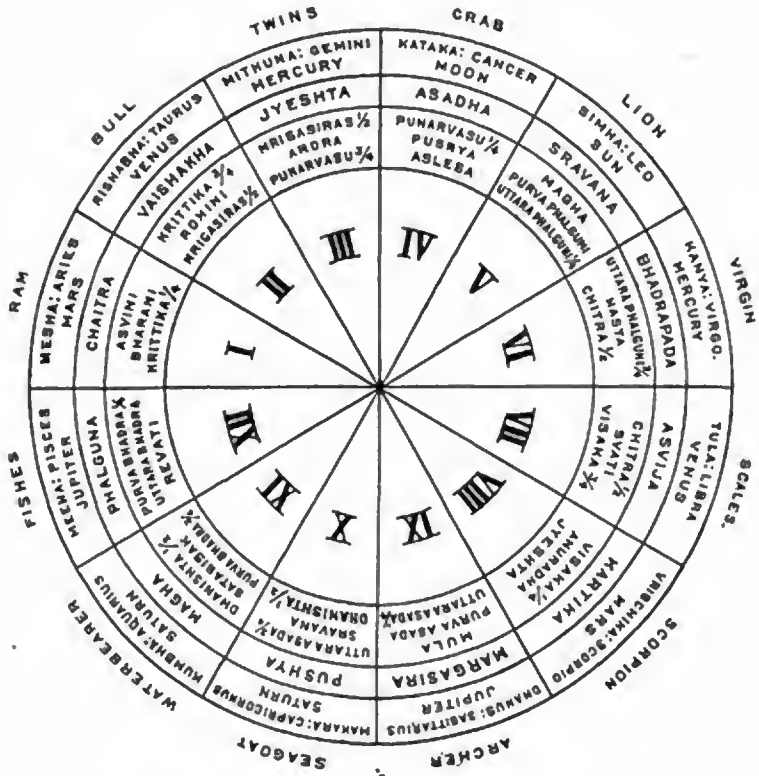 RAM
MESHA: ARIES
MARS
CHAITRA
ASVINI
BHARANI
KRITTIKA 1/4
I
BULL
RISHABHA: TAURUS
VENUS
VAISHAKHA
KRITTIKA 3/4
ROHINI
MRIGASIRAS 1/2
II
TWINS
MITHUNA: GEMINI
MERCURY
JYESHTA
MRIGASIRAS 1/2
ARDRA
PUNARVASU 3/4
III
CRAB
KATAKA: CANCER
MOON
ASADHA
PUNARVASU 1/4
PUSHYA
ASLESA
IV
LION
SIMHA: LEO
SUN
SRAVANA
MAGHA
PURVA PHALGUNI
UTTARA PHALGUNI 1/4
V
VIRGIN
KANYA: VIRGO.
MERCURY
BHADRAPADA
UTTARA PHALGUNI 3/4
HASTA
CHITRA 1/2
VI
SCALES.
TULA: LIBRA
VENUS
ASVIJA
CHITRA 1/2
SVATI
VISAKA 3/4
VII
SCORPION
VRISCHIKA: SCORPIO
MARS
KARTIKA
VISAKA 1/4
ANURADHA
JYESHTA
VIII
ARCHER
DHANUS: SAGITTARIUS
JUPITER
MARGASIRA
MULA
PURVA ASADA
UTTARA ASADA 1/4
IX
SEAGOAT
MAKARA: CAPRICORNUS
SATURN
PUSHYA
UTTARA ASADA 3/4
SRAVANA
DHANISHTA 1/2
X
WATERBEARER
KUMBHA: AQUARIUS
SATURN
MAGHA
DHANISHTA 1/2
SATABISAK
PURVA BHADRA 3/4
XI
FISHES
MEENA: PISCES
JUPITER
PHALGUNA
PURVA BHADRA 1/4
UTTARA BHADRA
REVATI
XII